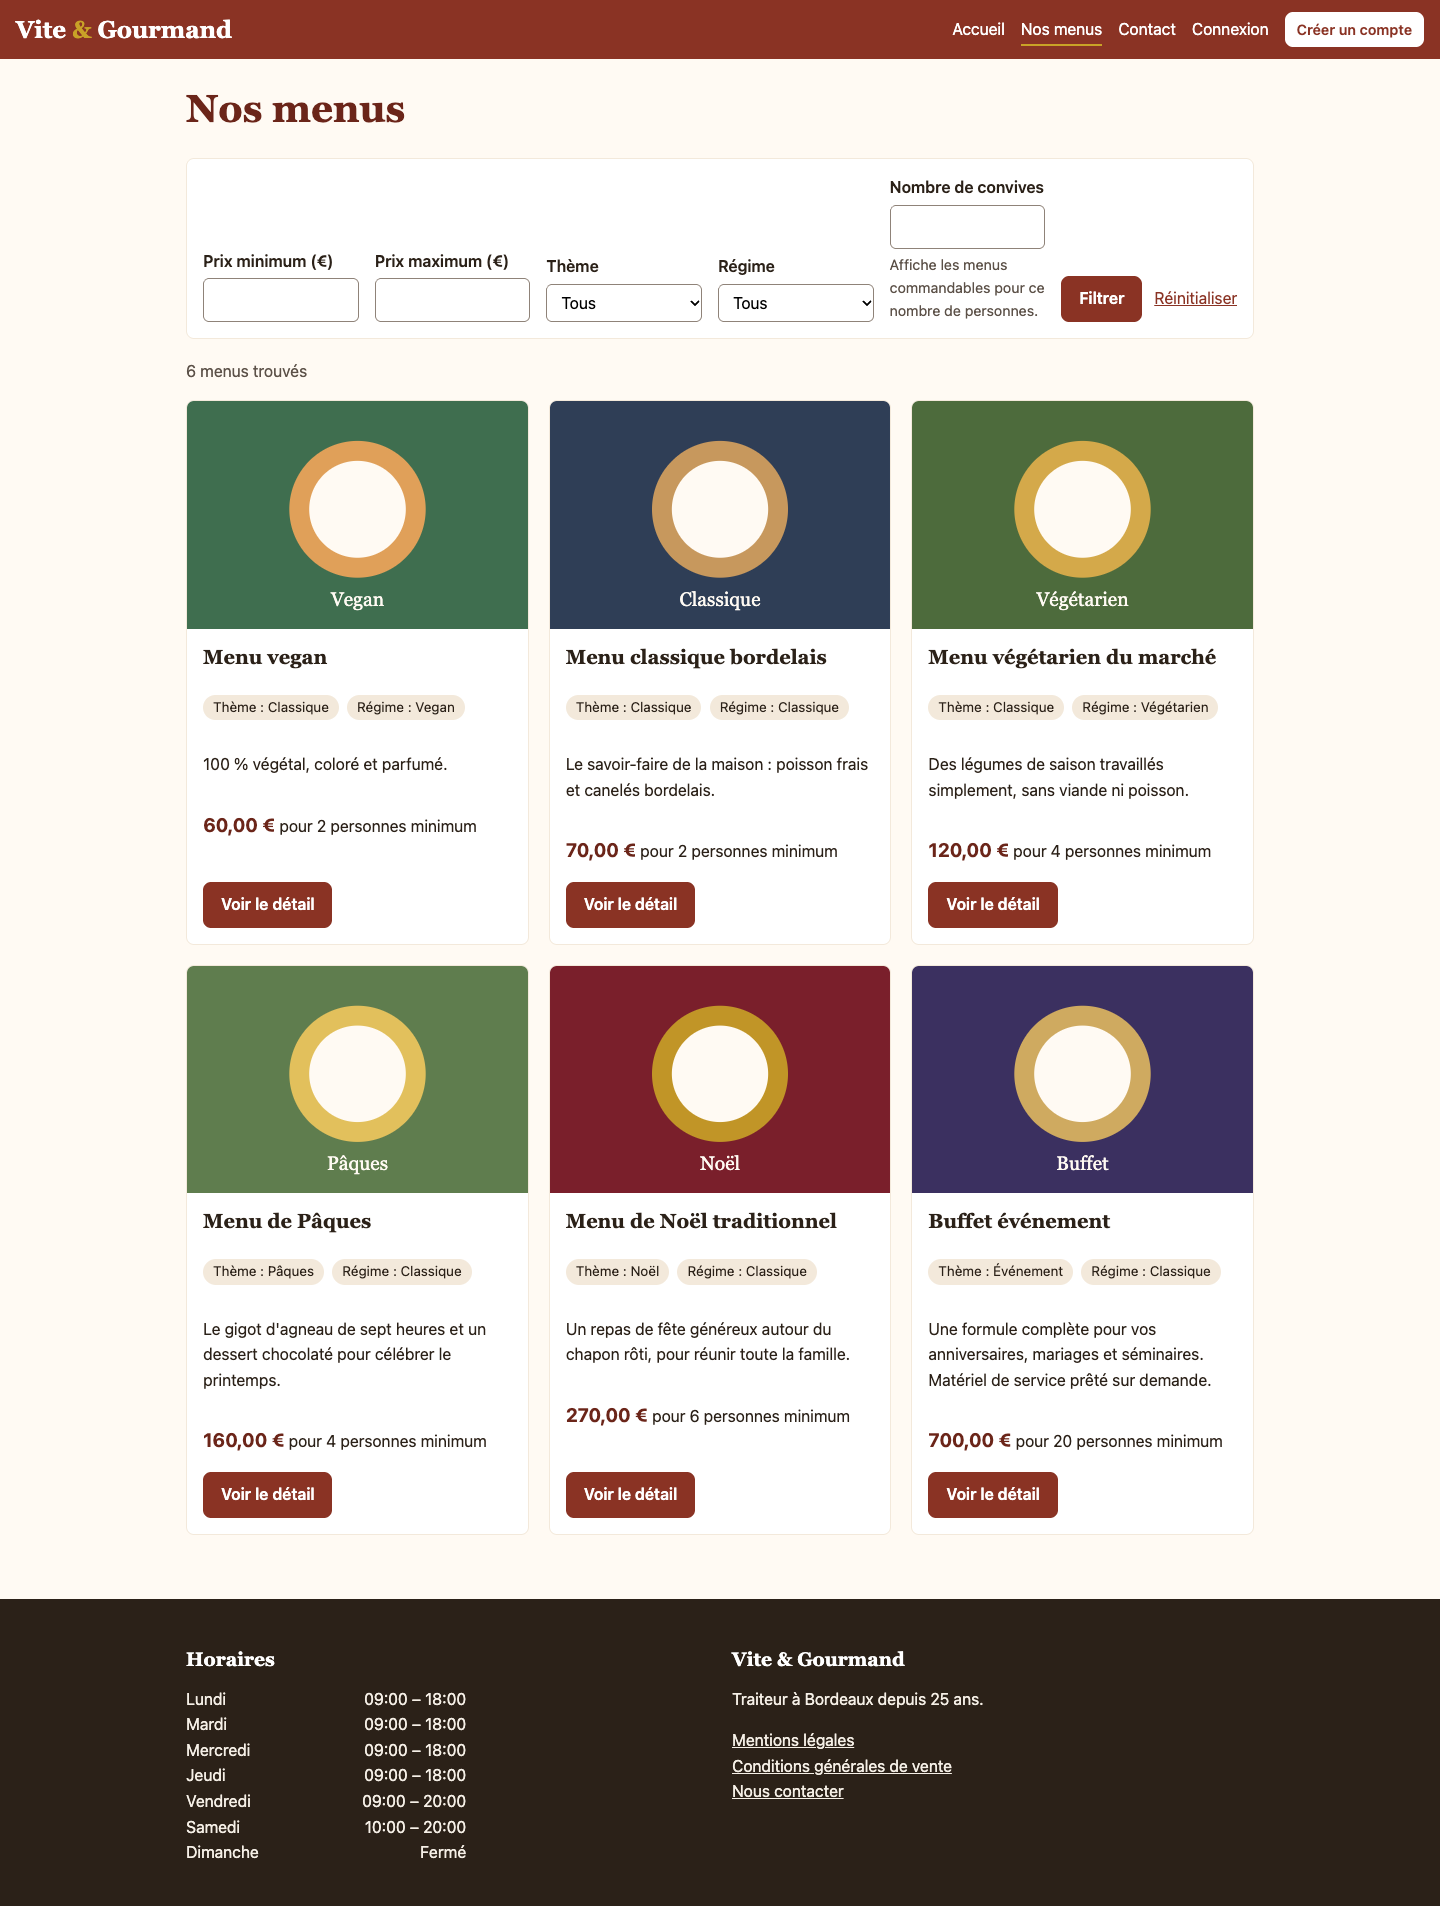 Vite & Gourmand
Accueil
Nos menus
Contact
Connexion
Créer un compte
Nos menus
Prix minimum (€)
Prix maximum (€)
Thème
Tous
Régime
Tous
Nombre de convives
Affiche les menus
commandables pour ce
nombre de personnes.
Filtrer
Réinitialiser
6 menus trouvés
Vegan
Menu vegan
Thème : Classique
Régime : Vegan
100 % végétal, coloré et parfumé.
60,00 € pour 2 personnes minimum
Voir le détail
Classique
Menu classique bordelais
Thème : Classique
Régime : Classique
Le savoir-faire de la maison : poisson frais
et canelés bordelais.
70,00 € pour 2 personnes minimum
Voir le détail
Végétarien
Menu végétarien du marché
Thème : Classique
Régime : Végétarien
Des légumes de saison travaillés
simplement, sans viande ni poisson.
120,00 € pour 4 personnes minimum
Voir le détail
Pâques
Menu de Pâques
Thème : Pâques
Régime : Classique
Le gigot d'agneau de sept heures et un
dessert chocolaté pour célébrer le
printemps.
160,00 € pour 4 personnes minimum
Voir le détail
Noël
Menu de Noël traditionnel
Thème : Noël
Régime : Classique
Un repas de fête généreux autour du
chapon rôti, pour réunir toute la famille.
270,00 € pour 6 personnes minimum
Voir le détail
Buffet
Buffet événement
Thème : Événement
Régime : Classique
Une formule complète pour vos
anniversaires, mariages et séminaires.
Matériel de service prêté sur demande.
700,00 € pour 20 personnes minimum
Voir le détail
Horaires
Lundi 09:00 – 18:00
Mardi 09:00 – 18:00
Mercredi 09:00 – 18:00
Jeudi 09:00 – 18:00
Vendredi 09:00 – 20:00
Samedi 10:00 – 20:00
Dimanche Fermé
Vite & Gourmand
Traiteur à Bordeaux depuis 25 ans.
Mentions légales
Conditions générales de vente
Nous contacter